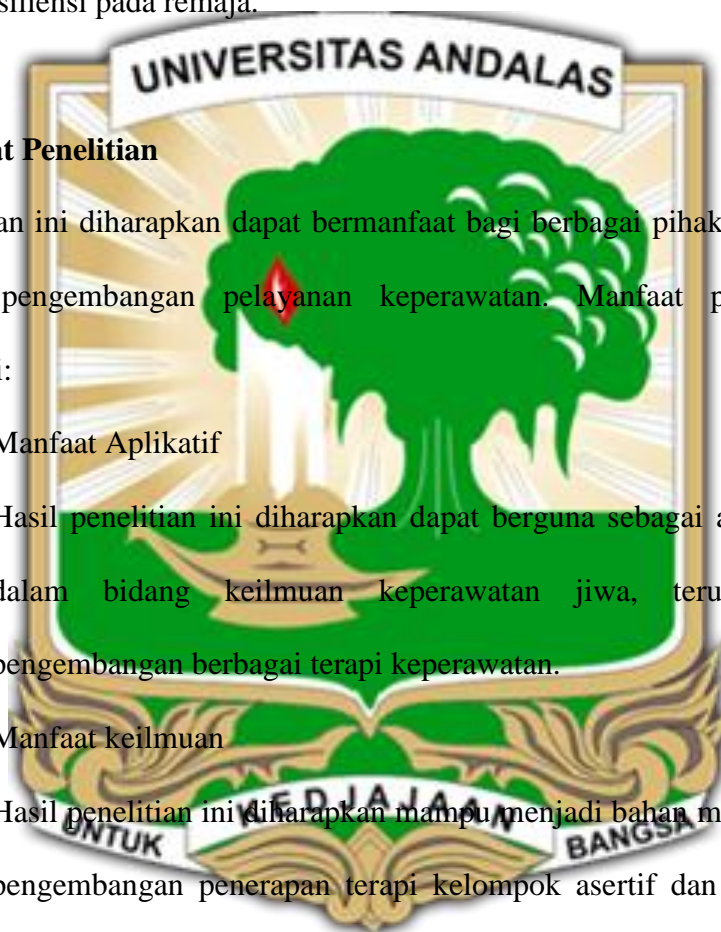 siliensi pada remaja.
UNIVERSITAS ANDALAS
at Penelitian
an ini diharapkan dapat bermanfaat bagi berbagai pihak
pengembangan pelayanan keperawatan. Manfaat p
i:
Manfaat Aplikatif
Hasil penelitian ini diharapkan dapat berguna sebagai a
dalam bidang keilmuan keperawatan jiwa, teru
pengembangan berbagai terapi keperawatan.
Manfaat keilmuan
Hasil penelitian ini diharapkan mampu menjadi bahan m
UNTUK KEDJAJAAN BANGSA
pengembangan penerapan terapi kelompok asertif dan